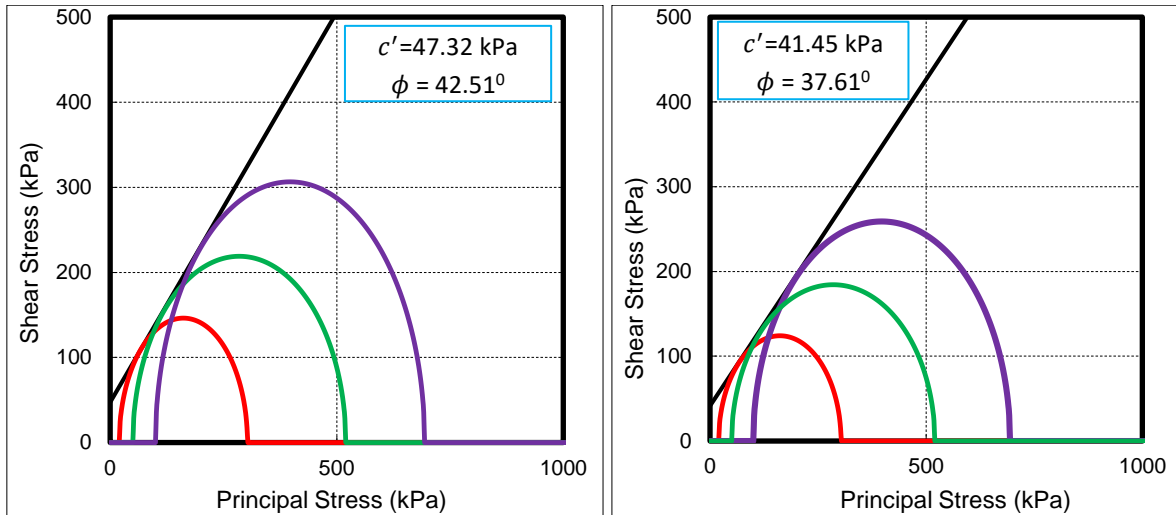 500
400
300
200
100
0
0
500
1000
Shear Stress (kPa)
Principal Stress (kPa)
c′=47.32 kPa
ϕ = 42.51⁰
500
400
300
200
100
0
0
500
1000
Shear Stress (kPa)
Principal Stress (kPa)
c′=41.45 kPa
ϕ = 37.61⁰